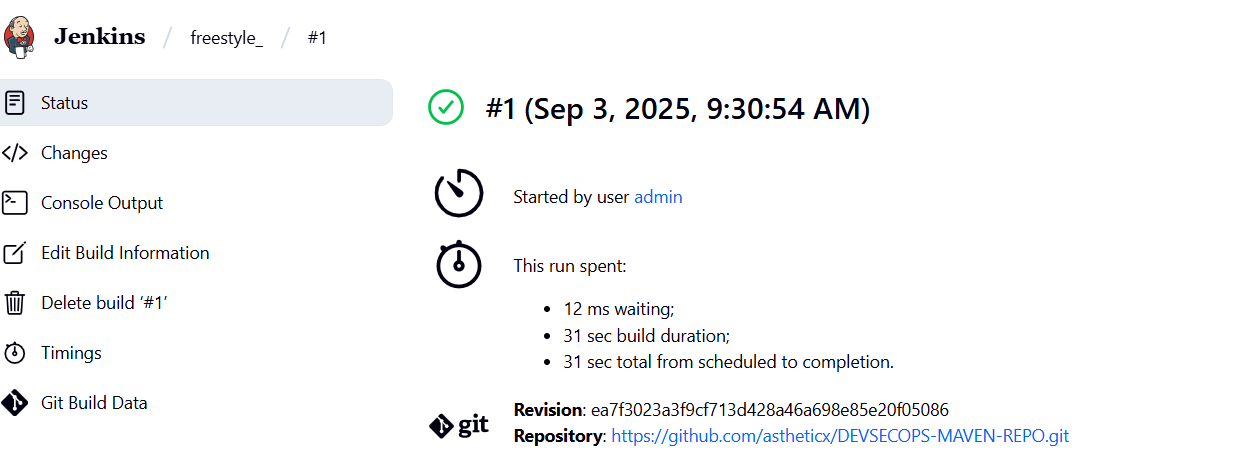 Jenkins / freestyle_ / #1
Status
Changes
Console Output
Edit Build Information
Delete build ‘#1’
Timings
Git Build Data
#1 (Sep 3, 2025, 9:30:54 AM)
Started by user admin
This run spent:
• 12 ms waiting;
• 31 sec build duration;
• 31 sec total from scheduled to completion.
git
Revision: ea7f3023a3f9cf713d428a46a698e85e20f05086
Repository: https://github.com/astheticx/DEVSECOPS-MAVEN-REPO.git